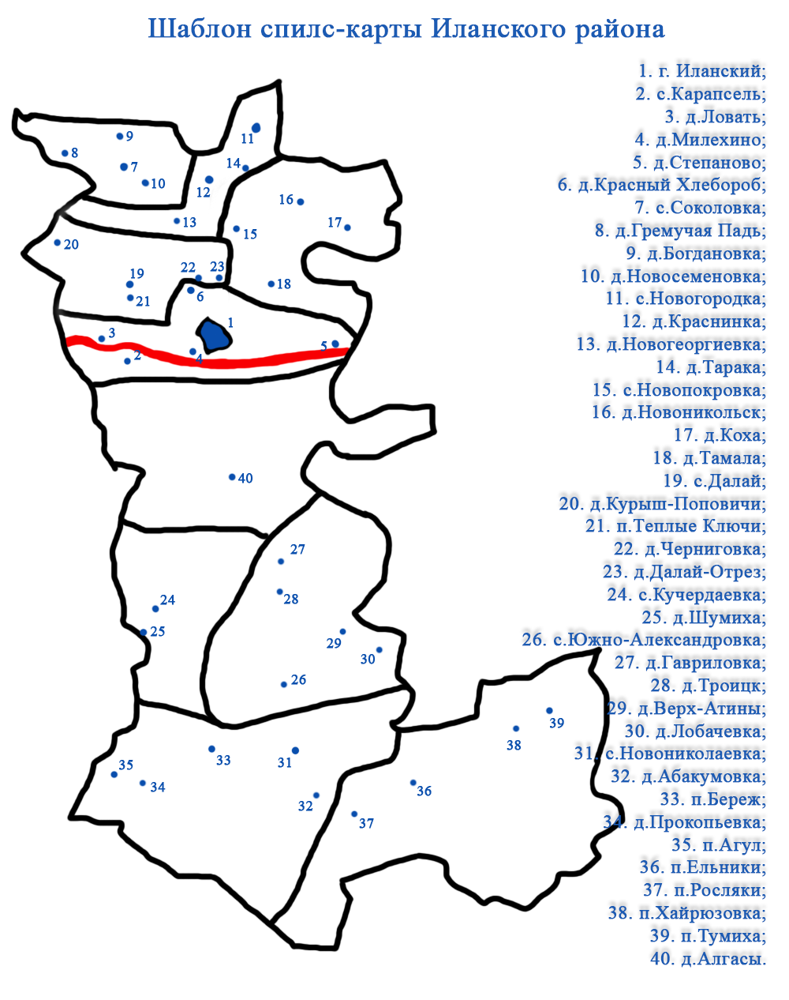 Шаблон спилс-карты Иланского района
1. г. Иланский;
2. с.Карапсель;
3. д.Ловать;
4. д.Милехино;
5. д.Степаново;
6. д.Красный Хлебороб;
7. с.Соколовка;
8. д.Гремучая Падь;
9. д.Богдановка;
10. д.Новосеменовка;
11. с.Новогородка;
12. д.Краснинка;
13. д.Новогеоргиевка;
14. д.Тарака;
15. с.Новопокровка;
16. д.Новоникольск;
17. д.Коха;
18. д.Тамала;
19. с.Далай;
20. д.Курыш-Поповичи;
21. п.Теплые Ключи;
22. д.Черниговка;
23. д.Далай-Отрез;
24. с.Кучердаевка;
25. д.Шумиха;
26. с.Южно-Александровка;
27. д.Гавриловка;
28. д.Троицк;
29. д.Верх-Атины;
30. д.Лобачевка;
31. с.Новониколаевка;
32. д.Абакумовка;
33. п.Береж;
34. д.Прокопьевка;
35. п.Агул;
36. п.Ельники;
37. п.Росляки;
38. п.Хайрюзовка;
39. п.Тумиха;
40. д.Алгасы.
9
11
8
7
14
10
12
16
13
17
15
20
22
23
19
18
6
21
1
3
5
2
4
40
27
24
28
25
29
30
26
39
38
33
31
35
34
36
32
37